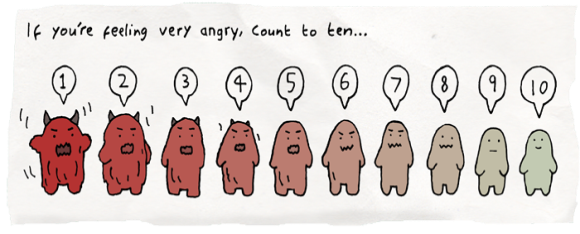 If you're feeling very angry, Count to ten...
1 2 3 4 5 6 7 8 9 10